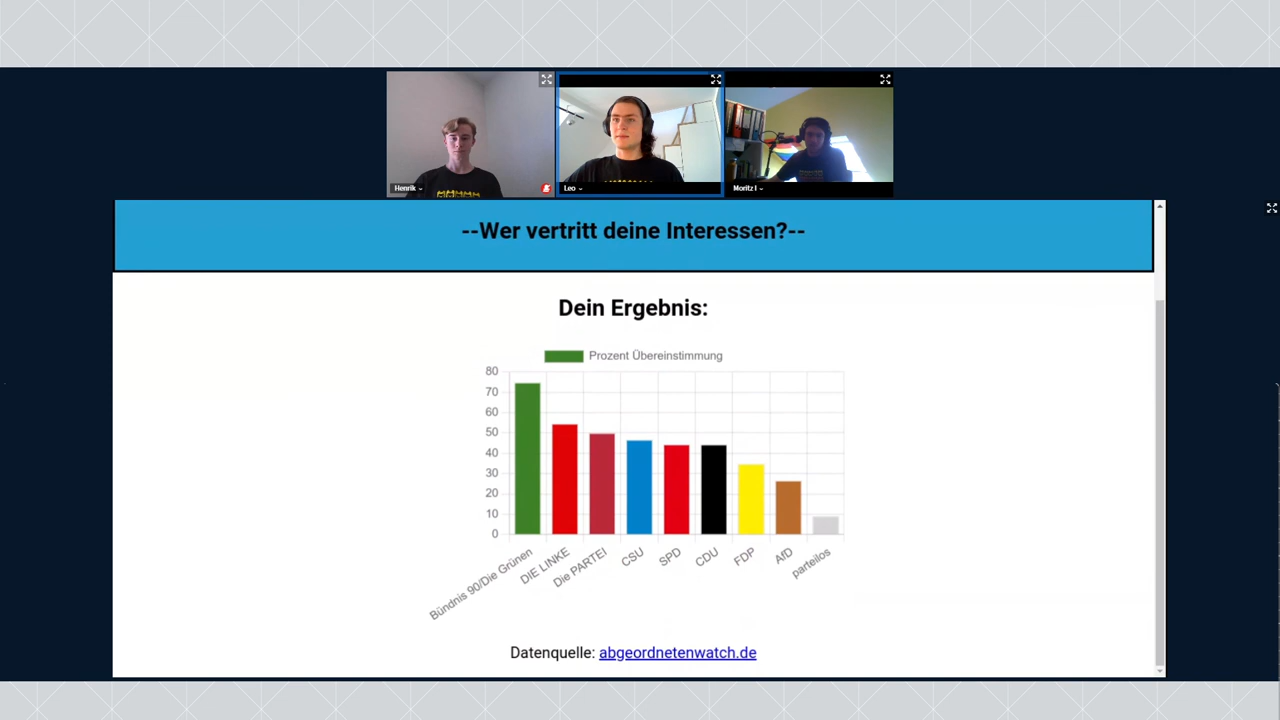 Henrik
Leo
Moritz I
--Wer vertritt deine Interessen?--
Dein Ergebnis:
Prozent Übereinstimmung
80
70
60
50
40
30
20
10
0
Bündnis 90/Die Grünen
DIE LINKE
Die PARTEI
CSU
SPD
CDU
FDP
AfD
parteilos
Datenquelle: abgeordnetenwatch.de